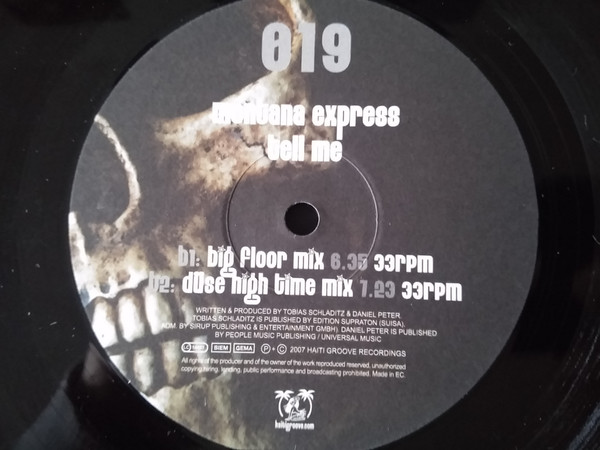 019
montana express
tell me
b1: big floor mix 6.35 33rpm
b2: düse high time mix 7.23 33rpm
WRITTEN & PRODUCED BY TOBIAS SCHLADITZ & DANIEL PETER.
TOBIAS SCHLADITZ IS PUBLISHED BY EDITION SUPRATON (SUISA).
ADM. BY SIRUP PUBLISHING & ENTERTAINMENT GMBH). DANIEL PETER IS PUBLISHED
BY PEOPLE MUSIC PUBLISHING / UNIVERSAL MUSIC
BIEM GEMA ℗ + © 2007 HAITI GROOVE RECORDINGS
All rights of the producer and of the owner of the work reproduced reserved, unauthorized
copying hiring, lending, public performance and broadcasting prohibited. Made in EC.
haitigroove.com